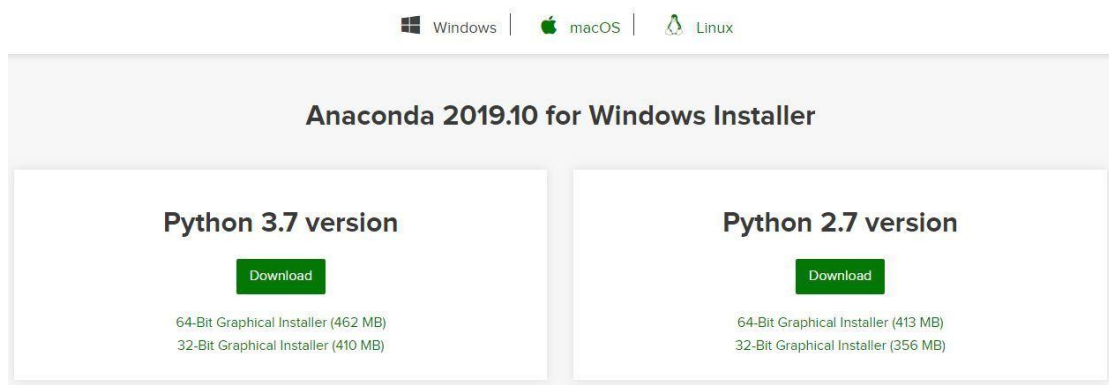 Windows | macOS | Linux
Anaconda 2019.10 for Windows Installer
Python 3.7 version
Download
64-Bit Graphical Installer (462 MB)
32-Bit Graphical Installer (410 MB)
Python 2.7 version
Download
64-Bit Graphical Installer (413 MB)
32-Bit Graphical Installer (356 MB)